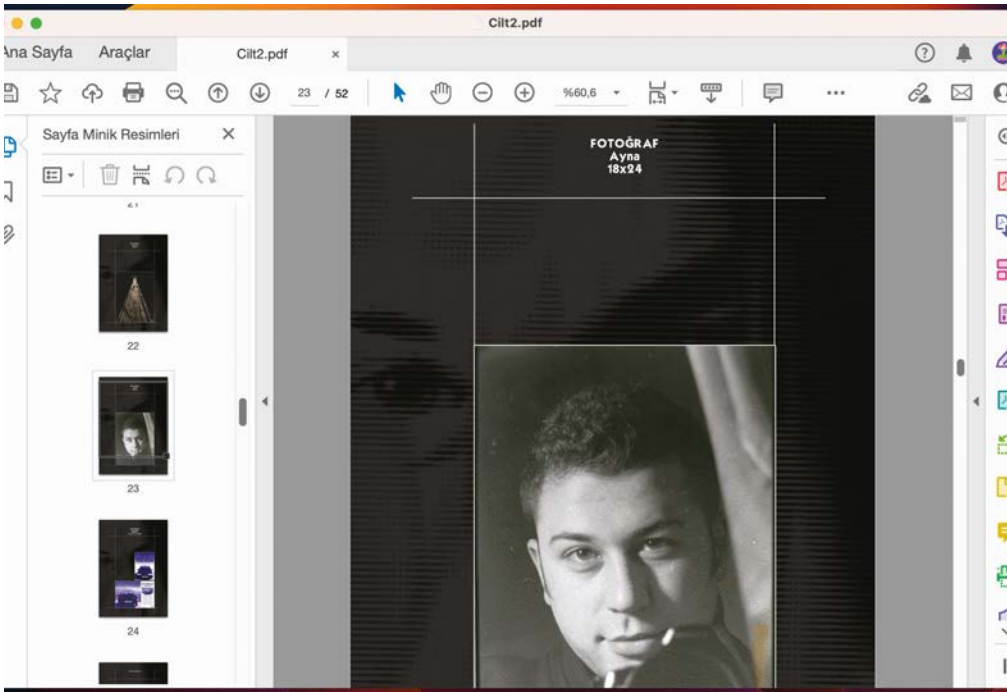 Cilt2.pdf
Ana Sayfa Araçlar Cilt2.pdf ×
23 / 52 %60,6
Sayfa Minik Resimleri ×
22
23
24
FOTOĞRAF
Ayna
18x24